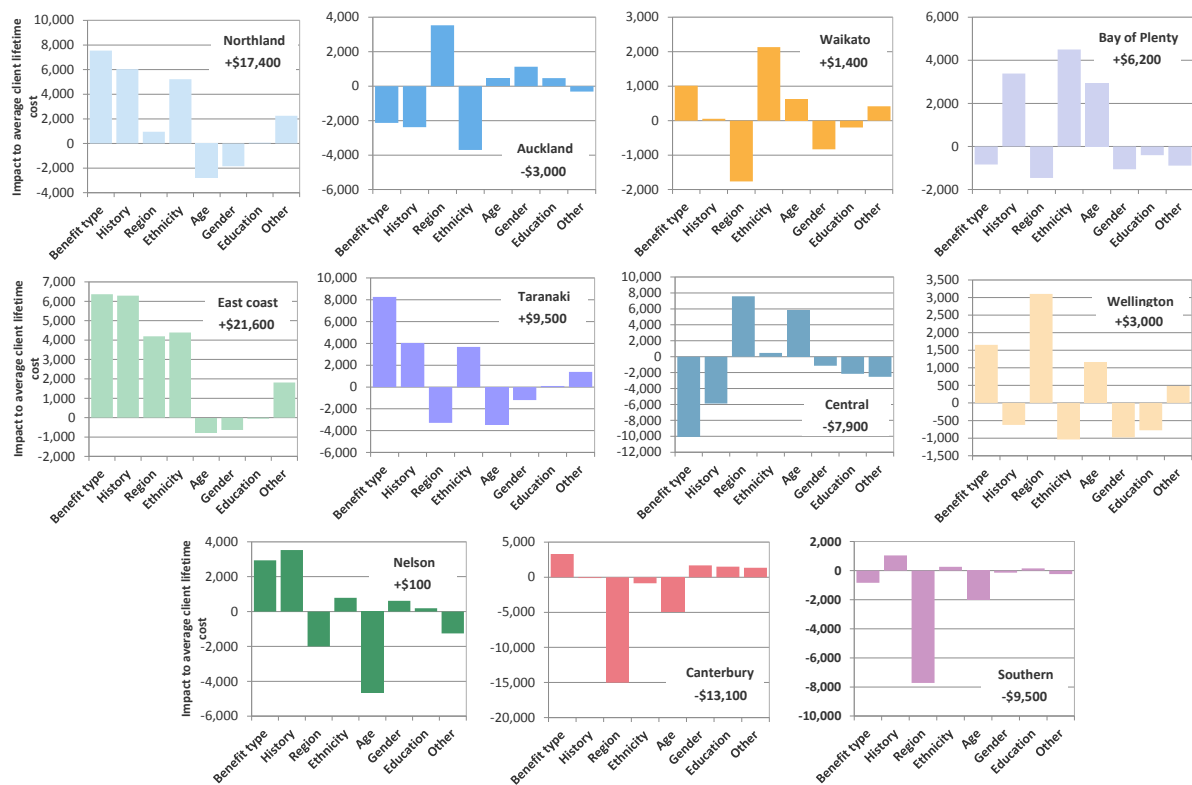 Impact to average client lifetime
cost
10,000
8,000
6,000
4,000
2,000
0
-2,000
-4,000
Northland
+$17,400
Benefit type
History
Region
Ethnicity
Age
Gender
Education
Other
4,000
2,000
0
-2,000
-4,000
-6,000
Auckland
-$3,000
Benefit type
History
Region
Ethnicity
Age
Gender
Education
Other
3,000
2,000
1,000
0
-1,000
-2,000
Waikato
+$1,400
Benefit type
History
Region
Ethnicity
Age
Gender
Education
Other
6,000
4,000
2,000
0
-2,000
Bay of Plenty
+$6,200
Benefit type
History
Region
Ethnicity
Age
Gender
Education
Other
Impact to average client lifetime
cost
7,000
6,000
5,000
4,000
3,000
2,000
1,000
0
-1,000
-2,000
East coast
+$21,600
Benefit type
History
Region
Ethnicity
Age
Gender
Education
Other
10,000
8,000
6,000
4,000
2,000
0
-2,000
-4,000
-6,000
Taranaki
+$9,500
Benefit type
History
Region
Ethnicity
Age
Gender
Education
Other
10,000
8,000
6,000
4,000
2,000
0
-2,000
-4,000
-6,000
-8,000
-10,000
-12,000
Central
-$7,900
Benefit type
History
Region
Ethnicity
Age
Gender
Education
Other
3,500
3,000
2,500
2,000
1,500
1,000
500
0
-500
-1,000
-1,500
Wellington
+$3,000
Benefit type
History
Region
Ethnicity
Age
Gender
Education
Other
Impact to average client lifetime
cost
4,000
2,000
0
-2,000
-4,000
-6,000
Nelson
+$100
Benefit type
History
Region
Ethnicity
Age
Gender
Education
Other
5,000
0
-5,000
-10,000
-15,000
-20,000
Canterbury
-$13,100
Benefit type
History
Region
Ethnicity
Age
Gender
Education
Other
2,000
0
-2,000
-4,000
-6,000
-8,000
-10,000
Southern
-$9,500
Benefit type
History
Region
Ethnicity
Age
Gender
Education
Other